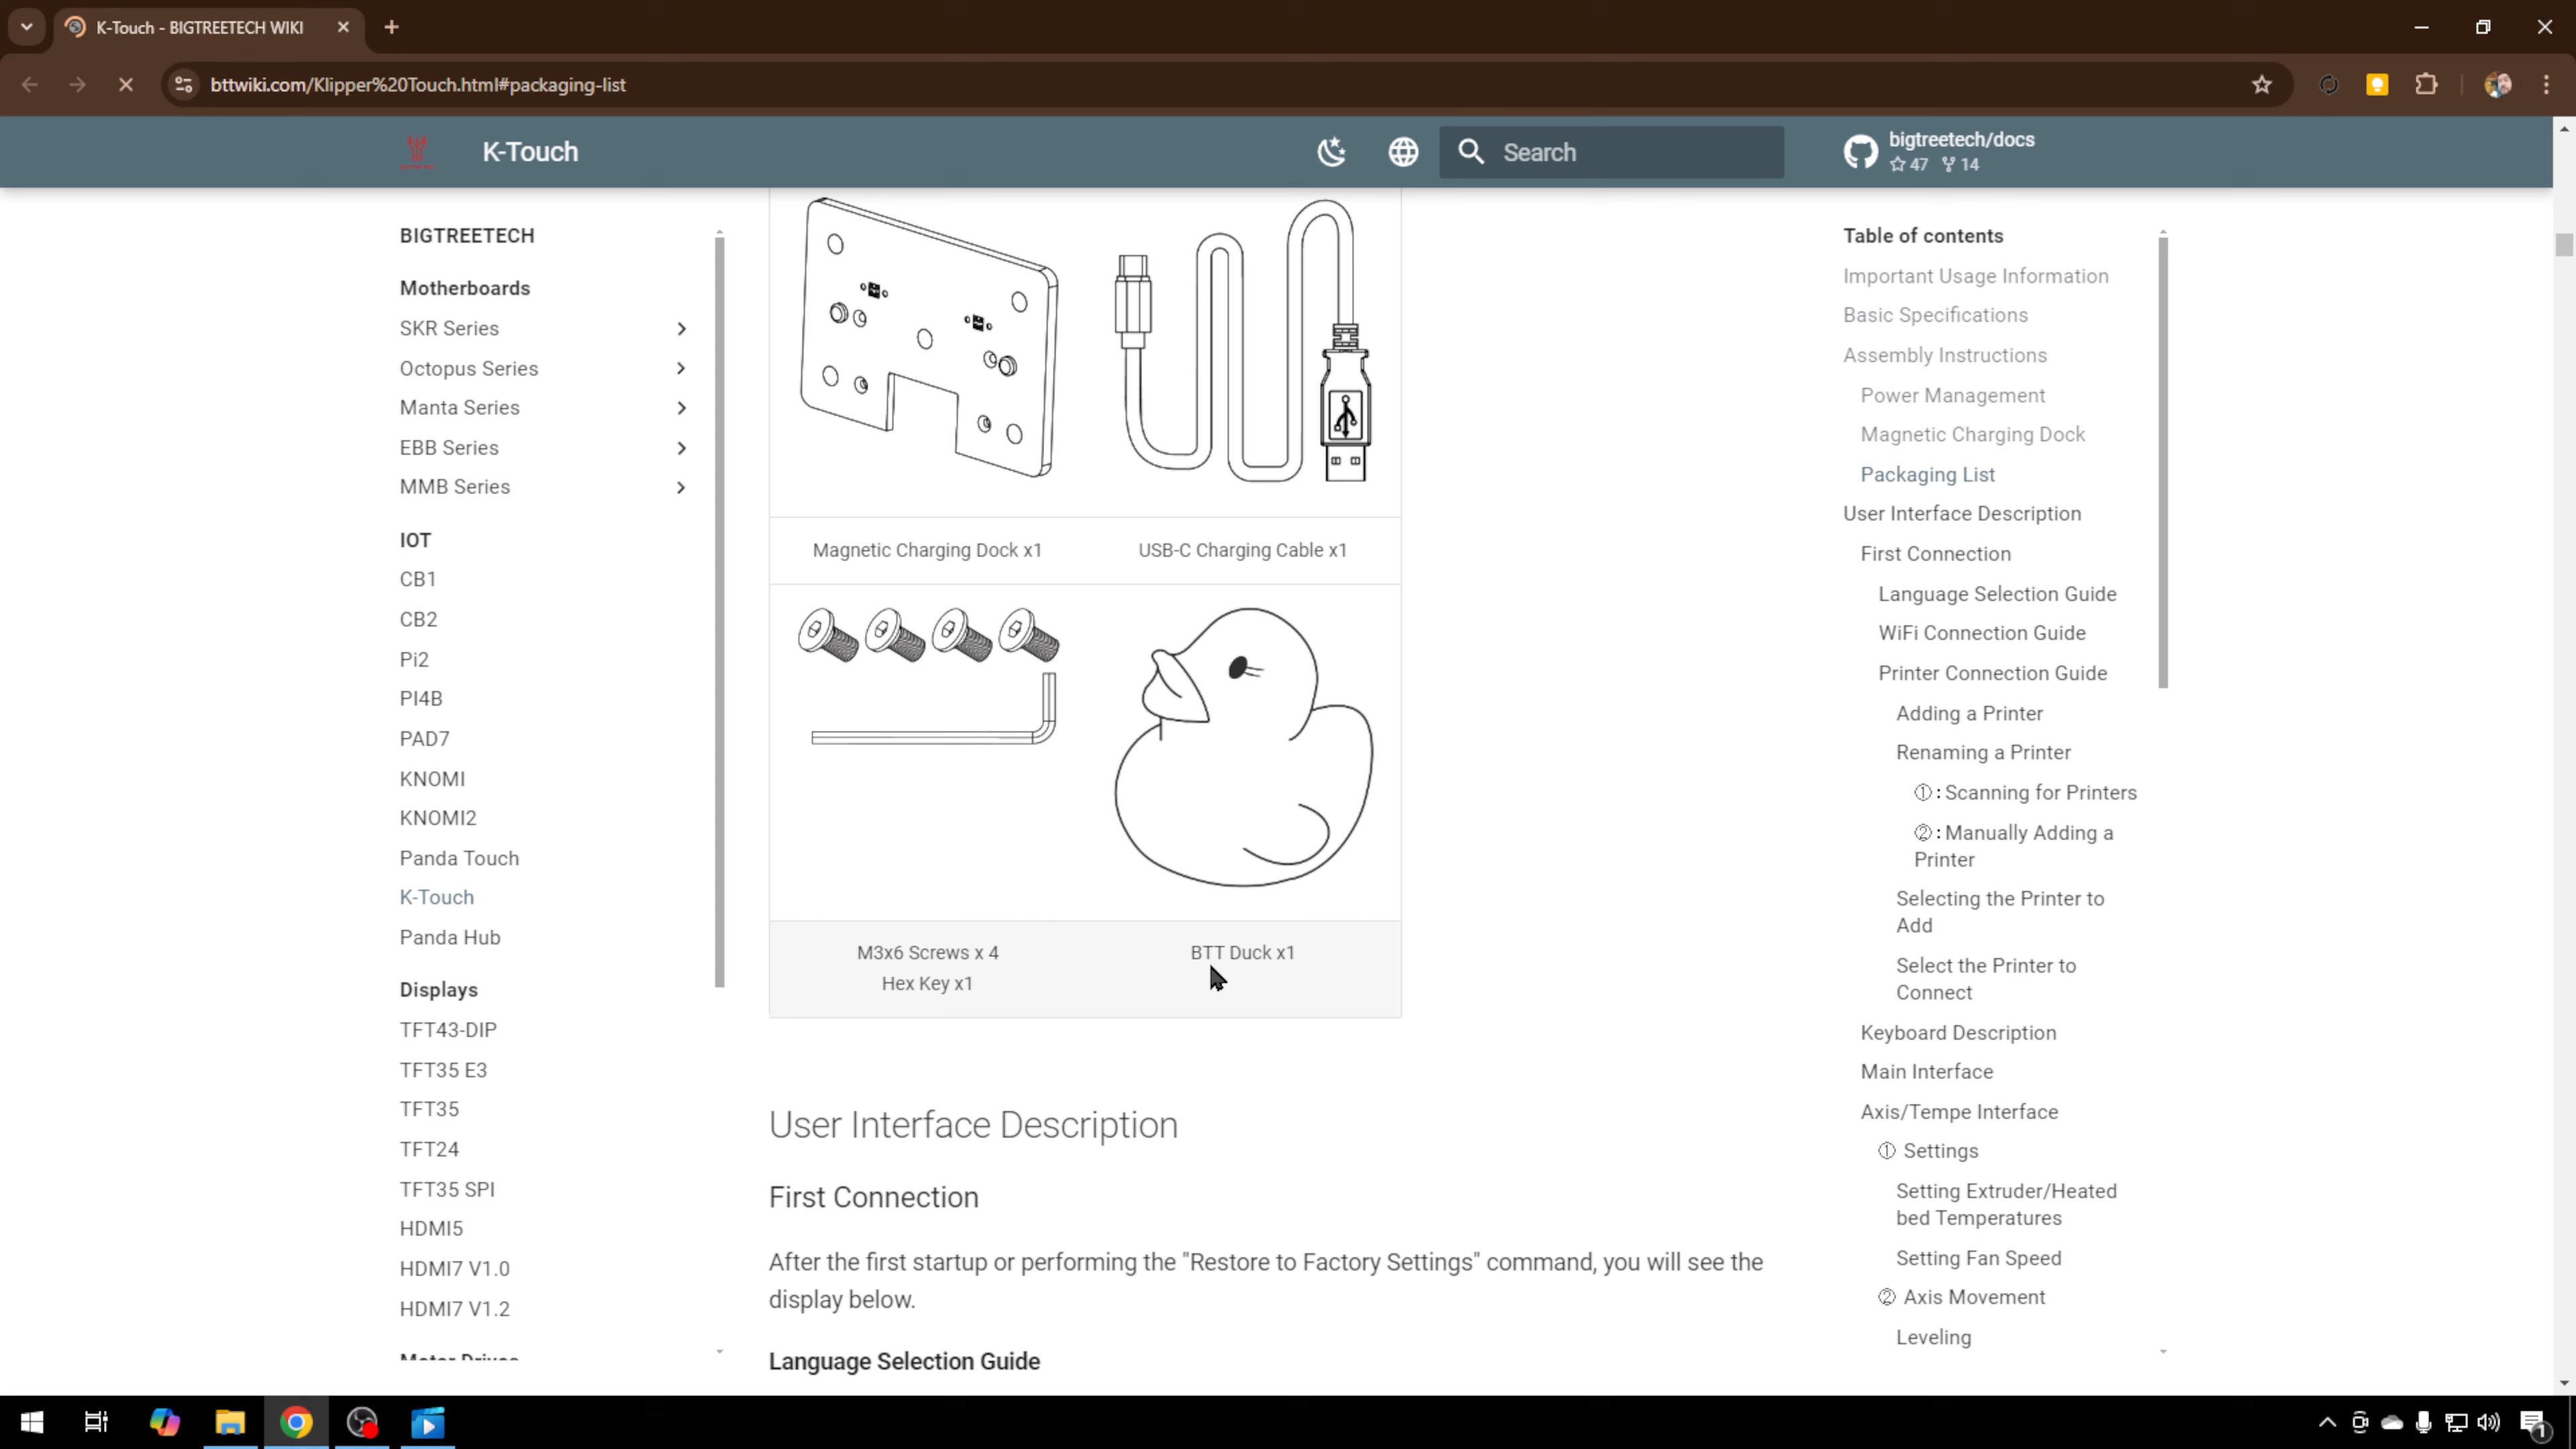 K-Touch - BIGTREETECH WIKI
bttwiki.com/Klipper%20Touch.html#packaging-list
K-Touch
Search
bigtreetech/docs
47 14
BIGTREETECH
Motherboards
SKR Series
Octopus Series
Manta Series
EBB Series
MMB Series
IOT
CB1
CB2
Pi2
PI4B
PAD7
KNOMI
KNOMI2
Panda Touch
K-Touch
Panda Hub
Displays
TFT43-DIP
TFT35 E3
TFT35
TFT24
TFT35 SPI
HDMI5
HDMI7 V1.0
HDMI7 V1.2
Motor Drives
Magnetic Charging Dock x1
USB-C Charging Cable x1
M3x6 Screws x 4
Hex Key x1
BTT Duck x1
User Interface Description
First Connection
After the first startup or performing the "Restore to Factory Settings" command, you will see the
display below.
Language Selection Guide
Table of contents
Important Usage Information
Basic Specifications
Assembly Instructions
Power Management
Magnetic Charging Dock
Packaging List
User Interface Description
First Connection
Language Selection Guide
WiFi Connection Guide
Printer Connection Guide
Adding a Printer
Renaming a Printer
①:Scanning for Printers
②:Manually Adding a
Printer
Selecting the Printer to
Add
Select the Printer to
Connect
Keyboard Description
Main Interface
Axis/Tempe Interface
① Settings
Setting Extruder/Heated
bed Temperatures
Setting Fan Speed
② Axis Movement
Leveling
1